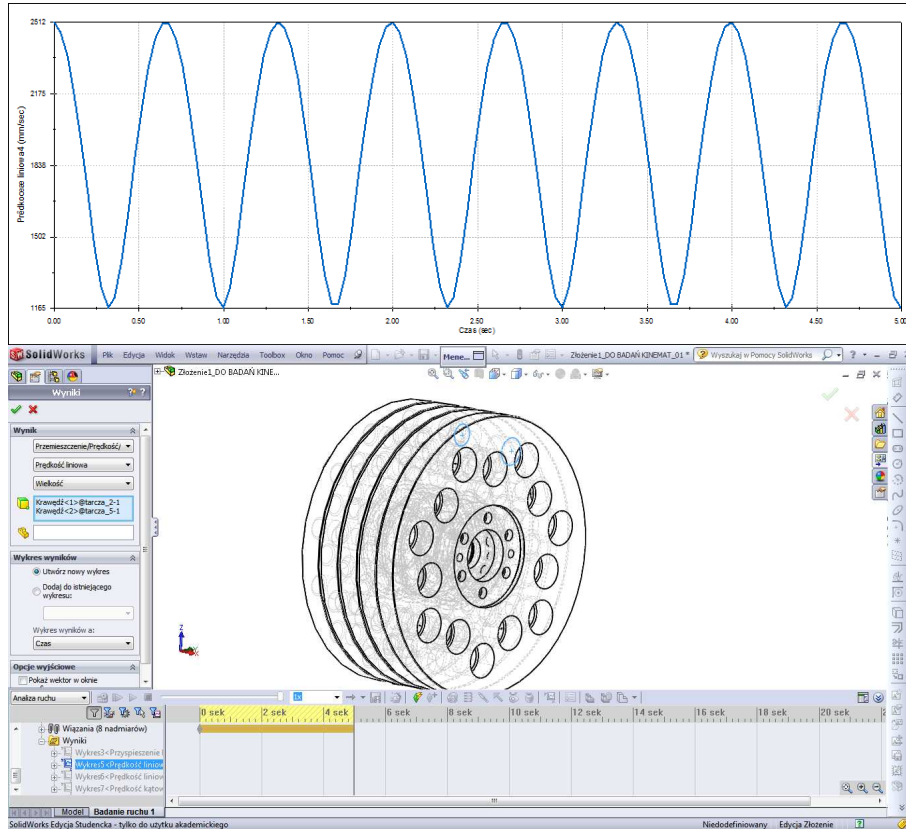 2512
2175
1838
1502
1165
Prêdkoœæ liniowa4 (mm/sec)
0.00 0.50 1.00 1.50 2.00 2.50 3.00 3.50 4.00 4.50 5.00
Czas (sec)
SolidWorks Plik Edycja Widok Wstaw Narzędzia Toolbox Okno Pomoc Mene... Złożenie1_DO BADAŃ KINEMAT_01 * Wyszukaj w Pomocy SolidWorks
Złożenie1_DO BADAŃ KINE...
Wyniki
Wynik
Przemieszczenie/Prędkość/
Prędkość liniowa
Wielkość
Krawędź<1>@tarcza_2-1
Krawędź<2>@tarcza_5-1
Wykres wyników
Utwórz nowy wykres
Dodaj do istniejącego
wykresu:
Wykres wyników a:
Czas
Opcje wyjściowe
Pokaż wektor w oknie
Z
Analiza ruchu 1x
0 sek 2 sek 4 sek 6 sek 8 sek 10 sek 12 sek 14 sek 16 sek 18 sek 20 sek
Wiązania (8 nadmiarów)
Wyniki
Wykres3<Przyspieszenie
Wykres5<Prędkość liniow
Wykres6<Prędkość liniow
Wykres7<Prędkość kątow
Model Badanie ruchu 1
SolidWorks Edycja Studencka - tylko do użytku akademickiego Niedodefiniowany Edycja Złożenie